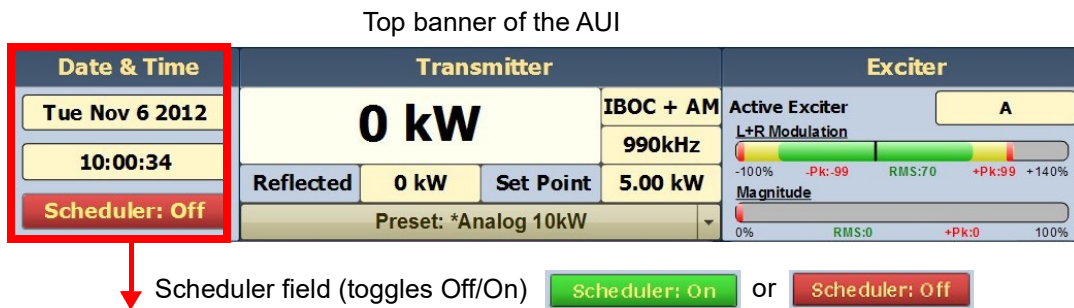 Top banner of the AUI
Date & Time
Tue Nov 6 2012
10:00:34
Scheduler: Off
Transmitter
0 kW
IBOC + AM
990kHz
Reflected 0 kW Set Point 5.00 kW
Preset: *Analog 10kW
Exciter
Active Exciter A
L+R Modulation
-100% -Pk:-99 RMS:70 +Pk:99 +140%
Magnitude
0% RMS:0 +Pk:0 100%
Scheduler field (toggles Off/On) Scheduler: On or Scheduler: Off